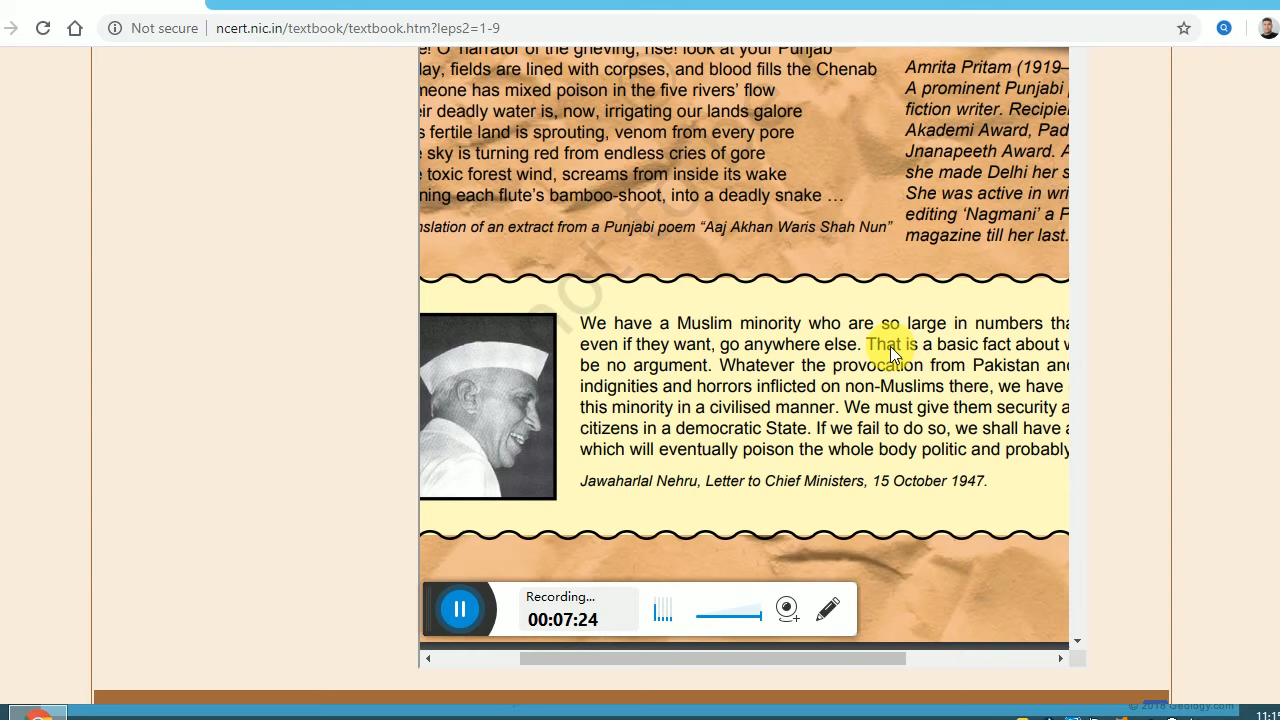 Not secure
ncert.nic.in/textbook/textbook.htm?leps2=1-9
e! O narrator of the grieving, rise! look at your Punjab
lay, fields are lined with corpses, and blood fills the Chenab
meone has mixed poison in the five rivers' flow
eir deadly water is, now, irrigating our lands galore
s fertile land is sprouting, venom from every pore
e sky is turning red from endless cries of gore
e toxic forest wind, screams from inside its wake
ning each flute's bamboo-shoot, into a deadly snake …
nslation of an extract from a Punjabi poem “Aaj Akhan Waris Shah Nun”
Amrita Pritam (1919–
A prominent Punjabi
fiction writer. Recipie
Akademi Award, Pad
Jnanapeeth Award. A
she made Delhi her s
She was active in wri
editing ‘Nagmani’ a P
magazine till her last.
not
We have a Muslim minority who are so large in numbers tha
even if they want, go anywhere else. That is a basic fact about w
be no argument. Whatever the provocation from Pakistan and
indignities and horrors inflicted on non-Muslims there, we have
this minority in a civilised manner. We must give them security a
citizens in a democratic State. If we fail to do so, we shall have a
which will eventually poison the whole body politic and probably
Jawaharlal Nehru, Letter to Chief Ministers, 15 October 1947.
Recording...
00:07:24
© 2018 Geology.com
11:15